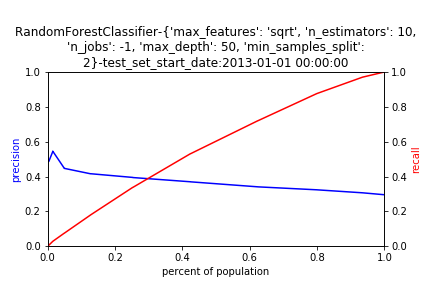 RandomForestClassifier-{'max_features': 'sqrt', 'n_estimators': 10,
'n_jobs': -1, 'max_depth': 50, 'min_samples_split':
2}-test_set_start_date:2013-01-01 00:00:00
1.0 1.0
0.8 0.8
0.6 0.6
precision recall
0.4 0.4
0.2 0.2
0.0 0.0
0.0 0.2 0.4 0.6 0.8 1.0
percent of population